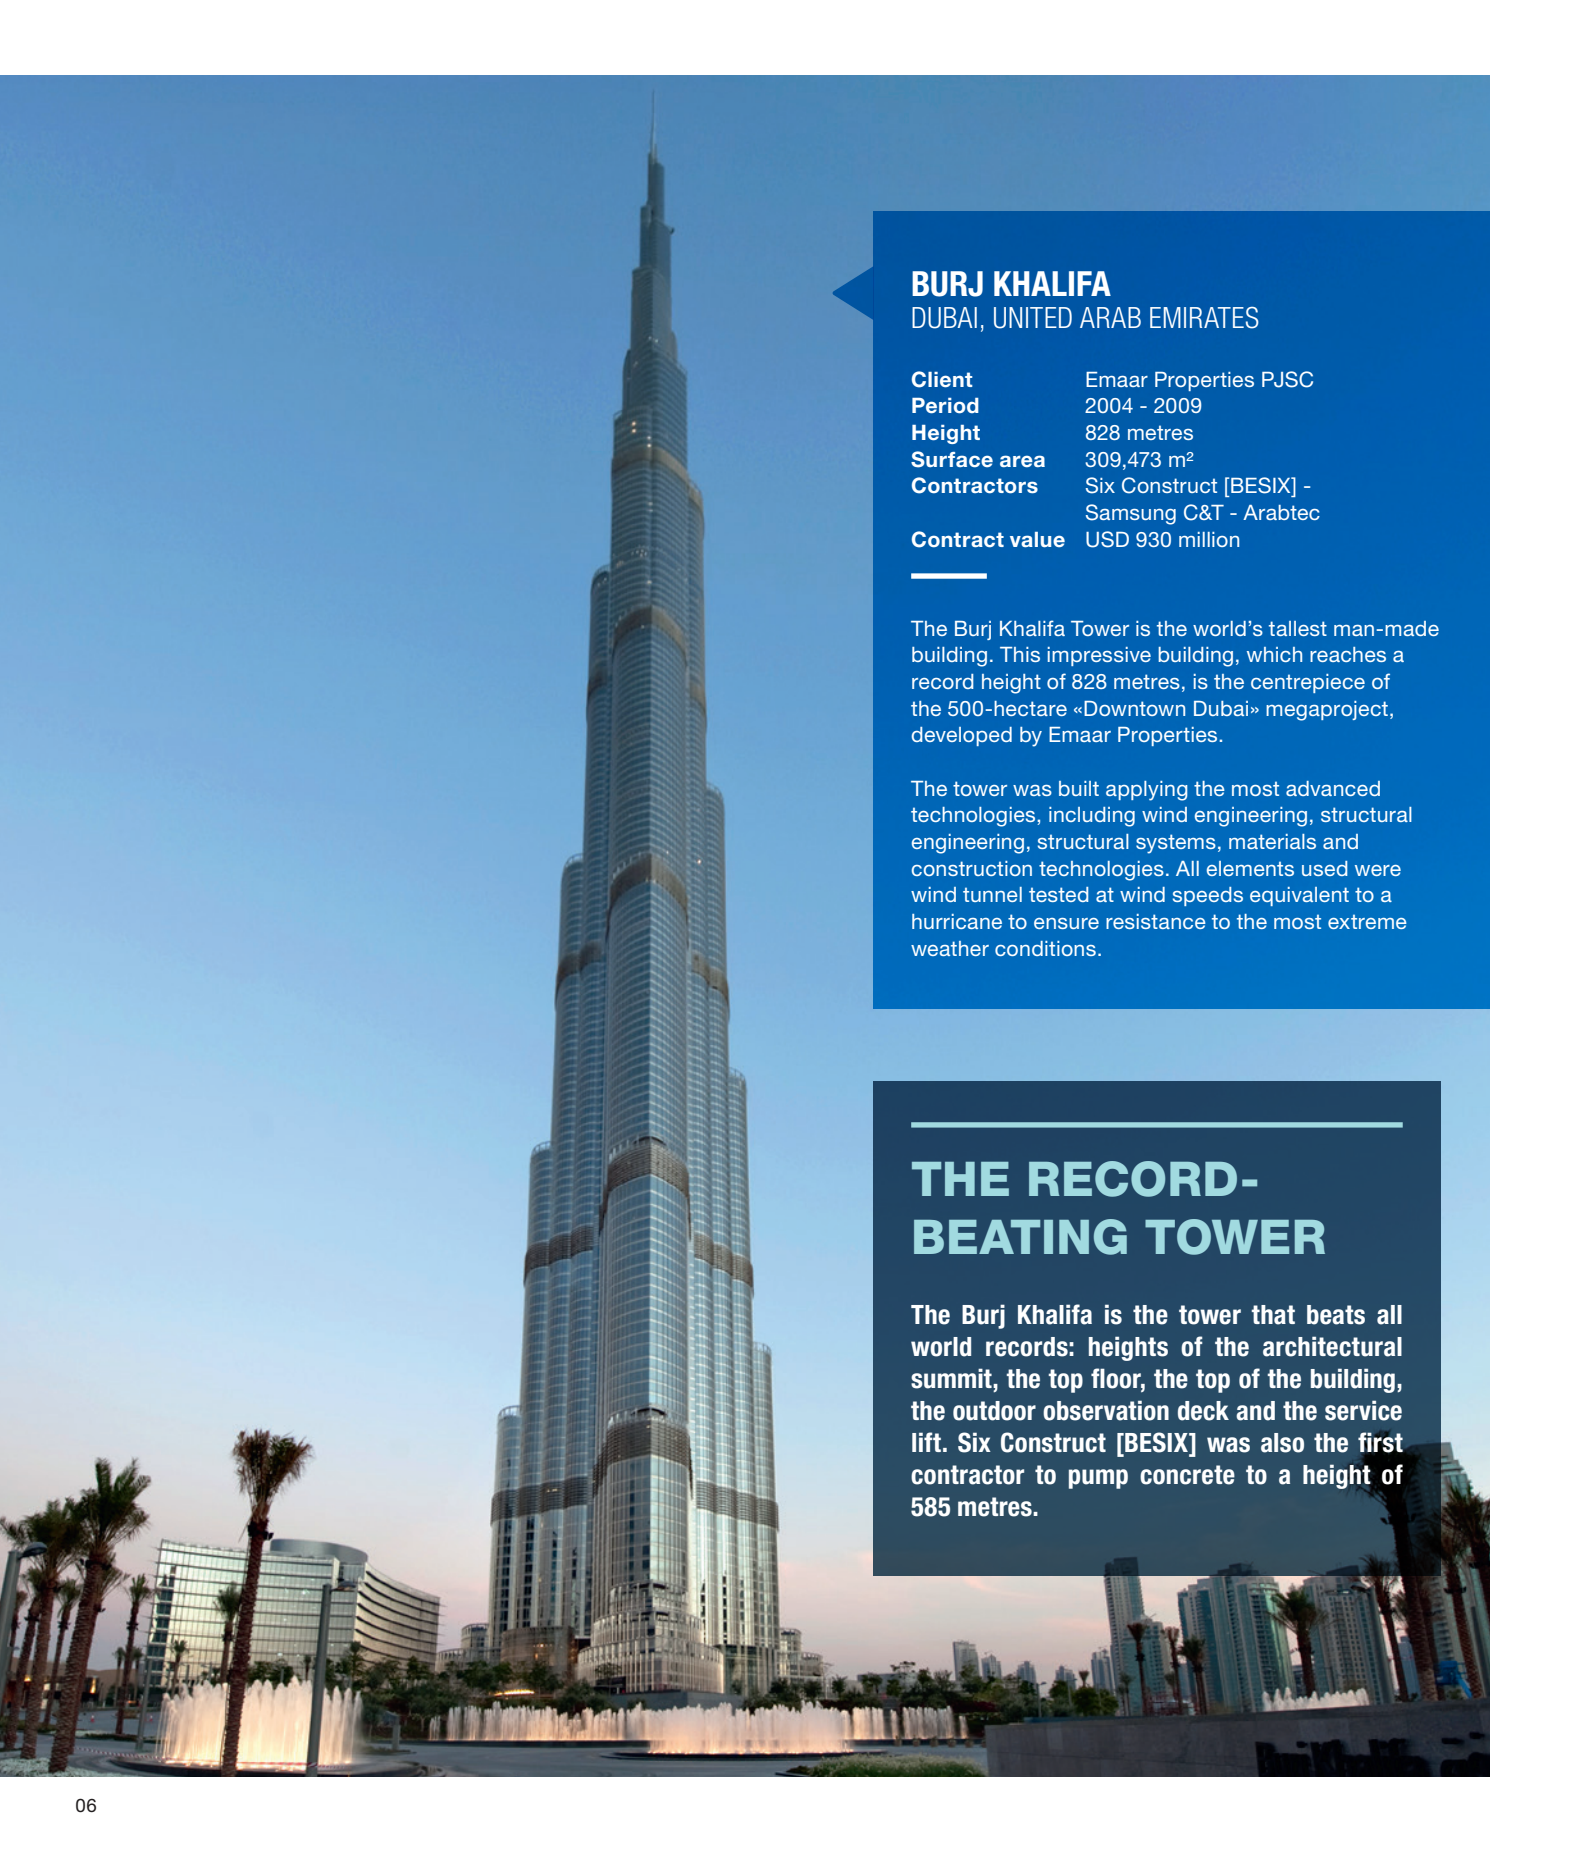 BURJ KHALIFA
DUBAI, UNITED ARAB EMIRATES
Client Emaar Properties PJSC
Period 2004 - 2009
Height 828 metres
Surface area 309,473 m²
Contractors Six Construct [BESIX] -
Samsung C&T - Arabtec
Contract value USD 930 million
The Burj Khalifa Tower is the world’s tallest man-made
building. This impressive building, which reaches a
record height of 828 metres, is the centrepiece of
the 500-hectare «Downtown Dubai» megaproject,
developed by Emaar Properties.
The tower was built applying the most advanced
technologies, including wind engineering, structural
engineering, structural systems, materials and
construction technologies. All elements used were
wind tunnel tested at wind speeds equivalent to a
hurricane to ensure resistance to the most extreme
weather conditions.
THE RECORD-
BEATING TOWER
The Burj Khalifa is the tower that beats all
world records: heights of the architectural
summit, the top floor, the top of the building,
the outdoor observation deck and the service
lift. Six Construct [BESIX] was also the first
contractor to pump concrete to a height of
585 metres.
06